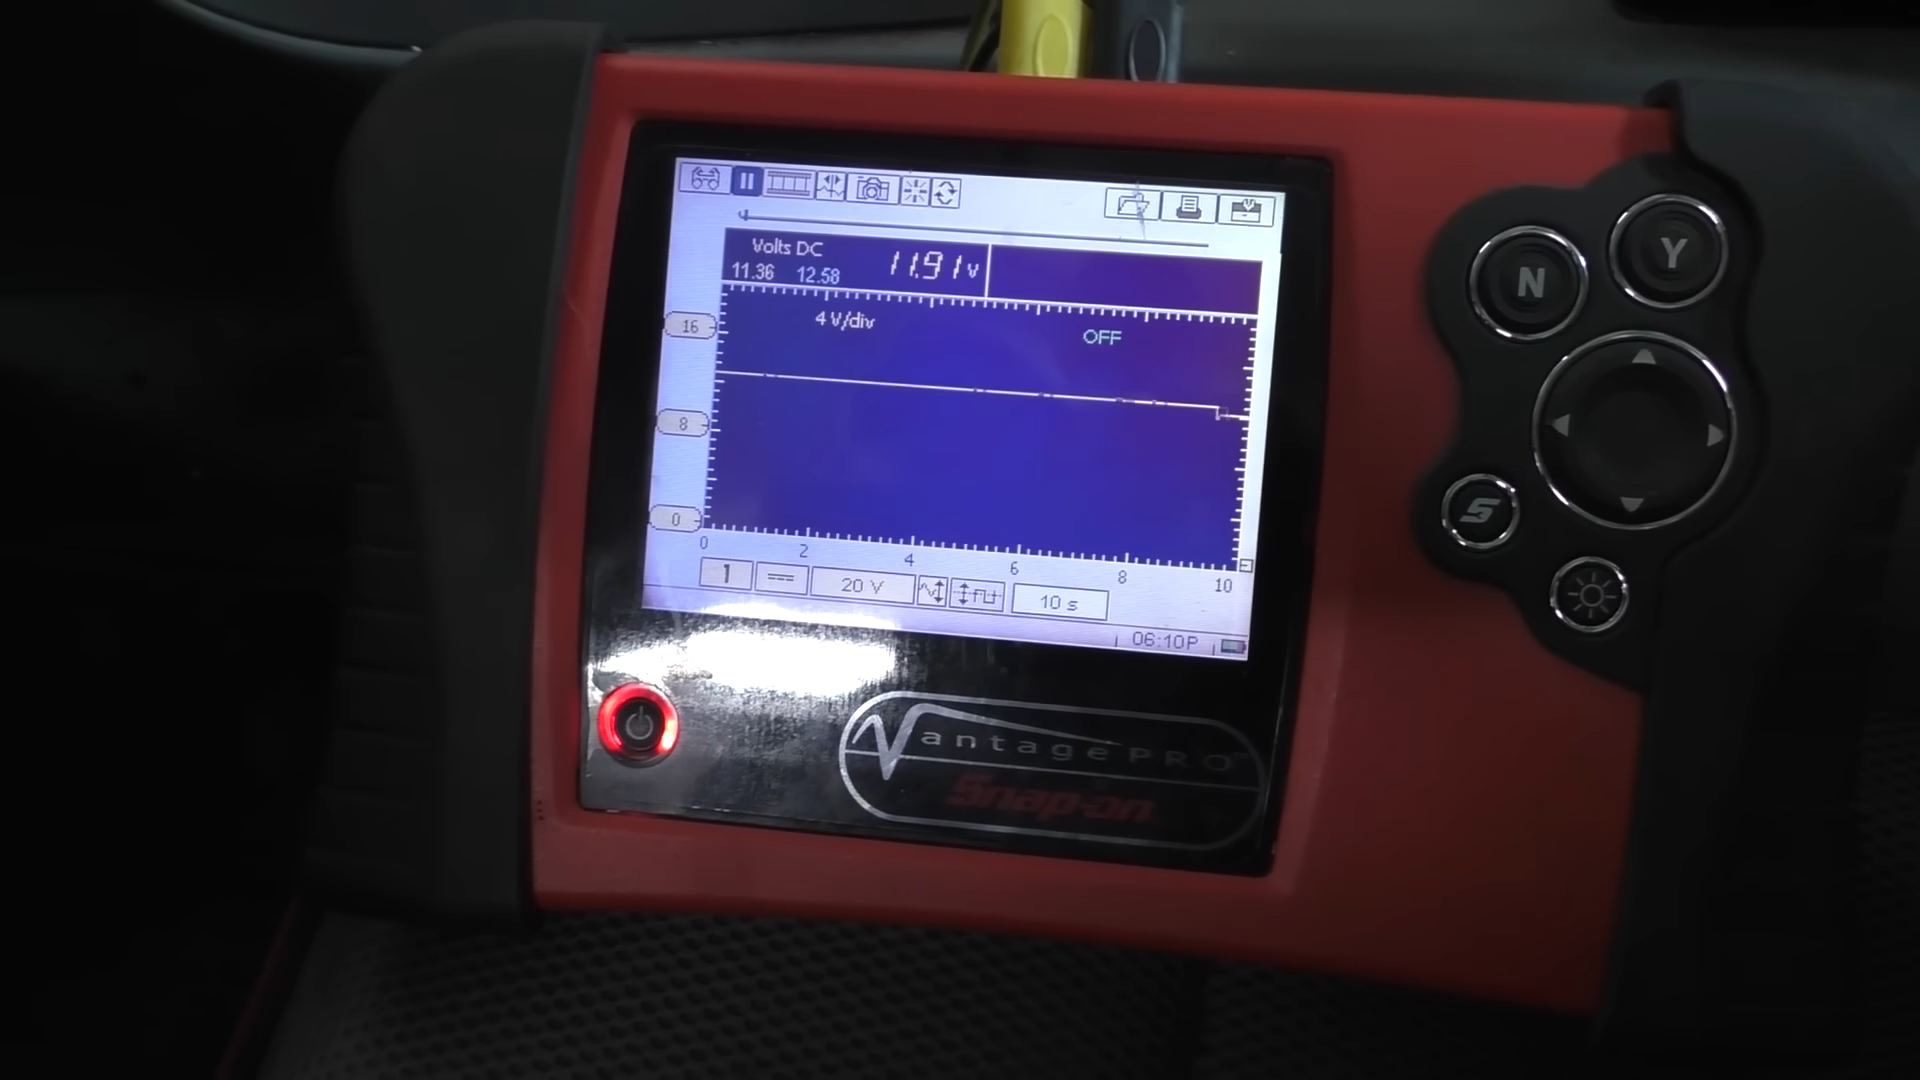 Volts DC
11.36 12.58 11.91v
4 V/div OFF
16
8
0
0 2 4 6 8 10
1 20 V 10 s
06:10P
N
Y
S
VantagePRO
Snap-on